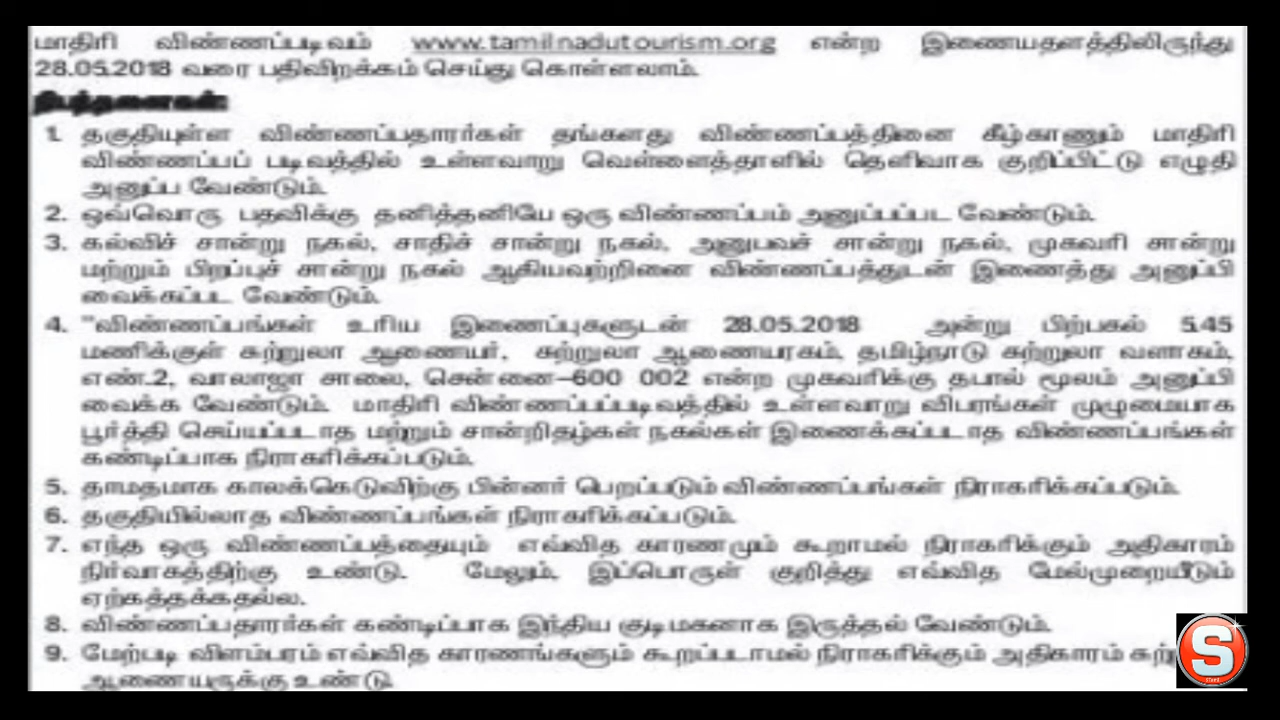 மாதிரி விண்ணப்படிவம் www.tamilnadutourism.org என்ற இணையதளத்திலிருந்து
28.05.2018 வரை பதிவிறக்கம் செய்து கொள்ளலாம்.
நிபந்தனைகள்:
1. தகுதியுள்ள விண்ணப்பதாரர்கள் தங்களது விண்ணப்பத்தினை கீழ்காணும் மாதிரி
விண்ணப்பப் படிவத்தில் உள்ளவாறு வெள்ளைத்தாளில் தெளிவாக குறிப்பிட்டு எழுதி
அனுப்ப வேண்டும்.
2. ஒவ்வொரு பதவிக்கு தனித்தனியே ஒரு விண்ணப்பம் அனுப்பப்பட வேண்டும்.
3. கல்விச் சான்று நகல், சாதிச் சான்று நகல், அனுபவச் சான்று நகல், முகவரி சான்று
மற்றும் பிறப்புச் சான்று நகல் ஆகியவற்றினை விண்ணப்பத்துடன் இணைத்து அனுப்பி
வைக்கப்பட வேண்டும்.
4. "விண்ணப்பங்கள் உரிய இணைப்புகளுடன் 28.05.2018 அன்று பிற்பகல் 5.45
மணிக்குள் சுற்றுலா ஆணையர், சுற்றுலா ஆணையரகம், தமிழ்நாடு சுற்றுலா வளாகம்,
எண்.2, வாலாஜா சாலை, சென்னை–600 002 என்ற முகவரிக்கு தபால் மூலம் அனுப்பி
வைக்க வேண்டும். மாதிரி விண்ணப்பப்படிவத்தில் உள்ளவாறு விபரங்கள் முழுமையாக
பூர்த்தி செய்யப்படாத மற்றும் சான்றிதழ்கள் நகல்கள் இணைக்கப்படாத விண்ணப்பங்கள்
கண்டிப்பாக நிராகரிக்கப்படும்.
5. தாமதமாக காலக்கெடுவிற்கு பின்னர் பெறப்படும் விண்ணப்பங்கள் நிராகரிக்கப்படும்.
6. தகுதியில்லாத விண்ணப்பங்கள் நிராகரிக்கப்படும்.
7. எந்த ஒரு விண்ணப்பத்தையும் எவ்வித காரணமும் கூறாமல் நிராகரிக்கும் அதிகாரம்
நிர்வாகத்திற்கு உண்டு. மேலும், இப்பொருள் குறித்து எவ்வித மேல்முறையீடும்
ஏற்கத்தக்கதல்ல.
8. விண்ணப்பதாரர்கள் கண்டிப்பாக இந்திய குடிமகனாக இருத்தல் வேண்டும்.
9. மேற்படி விளம்பரம் எவ்வித காரணங்களும் கூறப்படாமல் நிராகரிக்கும் அதிகாரம்
ஆணையருக்கு உண்டு.
S